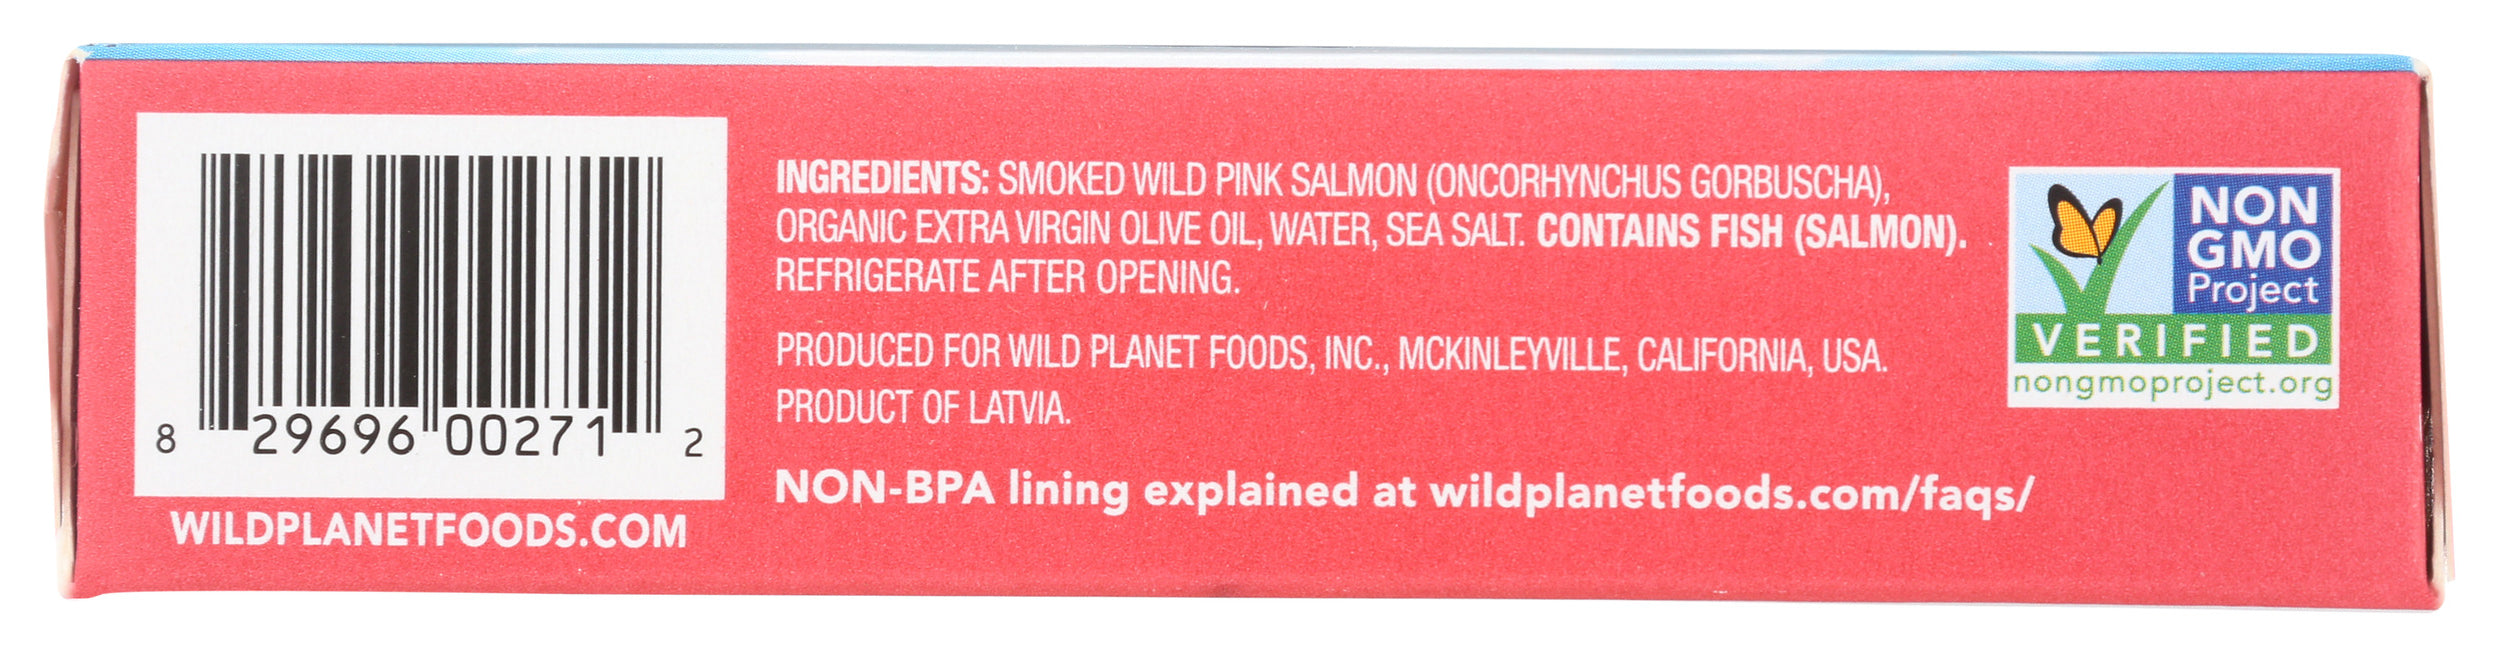 8 29696 00271 2
WILDPLANETFOODS.COM
INGREDIENTS: SMOKED WILD PINK SALMON (ONCORHYNCHUS GORBUSCHA),
ORGANIC EXTRA VIRGIN OLIVE OIL, WATER, SEA SALT. CONTAINS FISH (SALMON).
REFRIGERATE AFTER OPENING.
PRODUCED FOR WILD PLANET FOODS, INC., MCKINLEYVILLE, CALIFORNIA, USA.
PRODUCT OF LATVIA.
NON-BPA lining explained at wildplanetfoods.com/faqs/
NON
GMO
Project
VERIFIED
nongmoproject.org